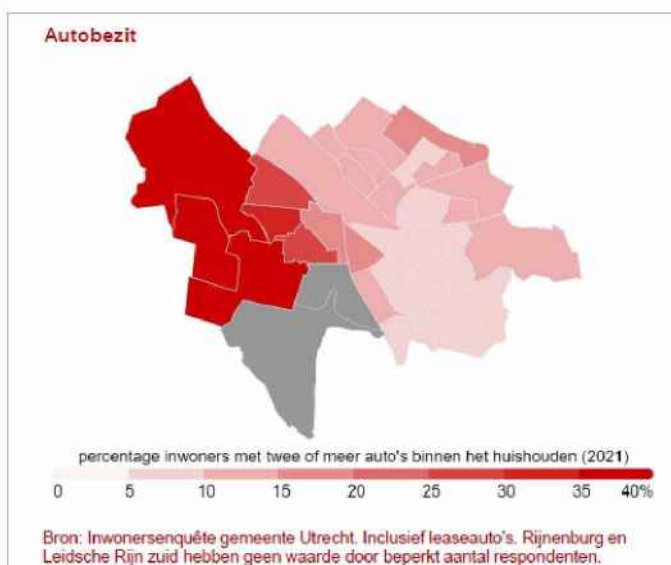 Autobezit
percentage inwoners met twee of meer auto's binnen het huishouden (2021)
0 5 10 15 20 25 30 35 40%
Bron: Inwonersenquête gemeente Utrecht. Inclusief leaseauto's. Rijnenburg en
Leidsche Rijn zuid hebben geen waarde door beperkt aantal respondenten.